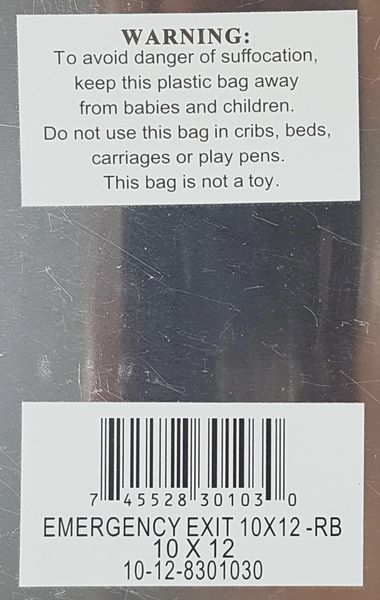 WARNING:
To avoid danger of suffocation,
keep this plastic bag away
from babies and children.
Do not use this bag in cribs, beds,
carriages or play pens.
This bag is not a toy.
7 45528 30103 0
EMERGENCY EXIT 10X12 -RB
10 X 12
10-12-8301030